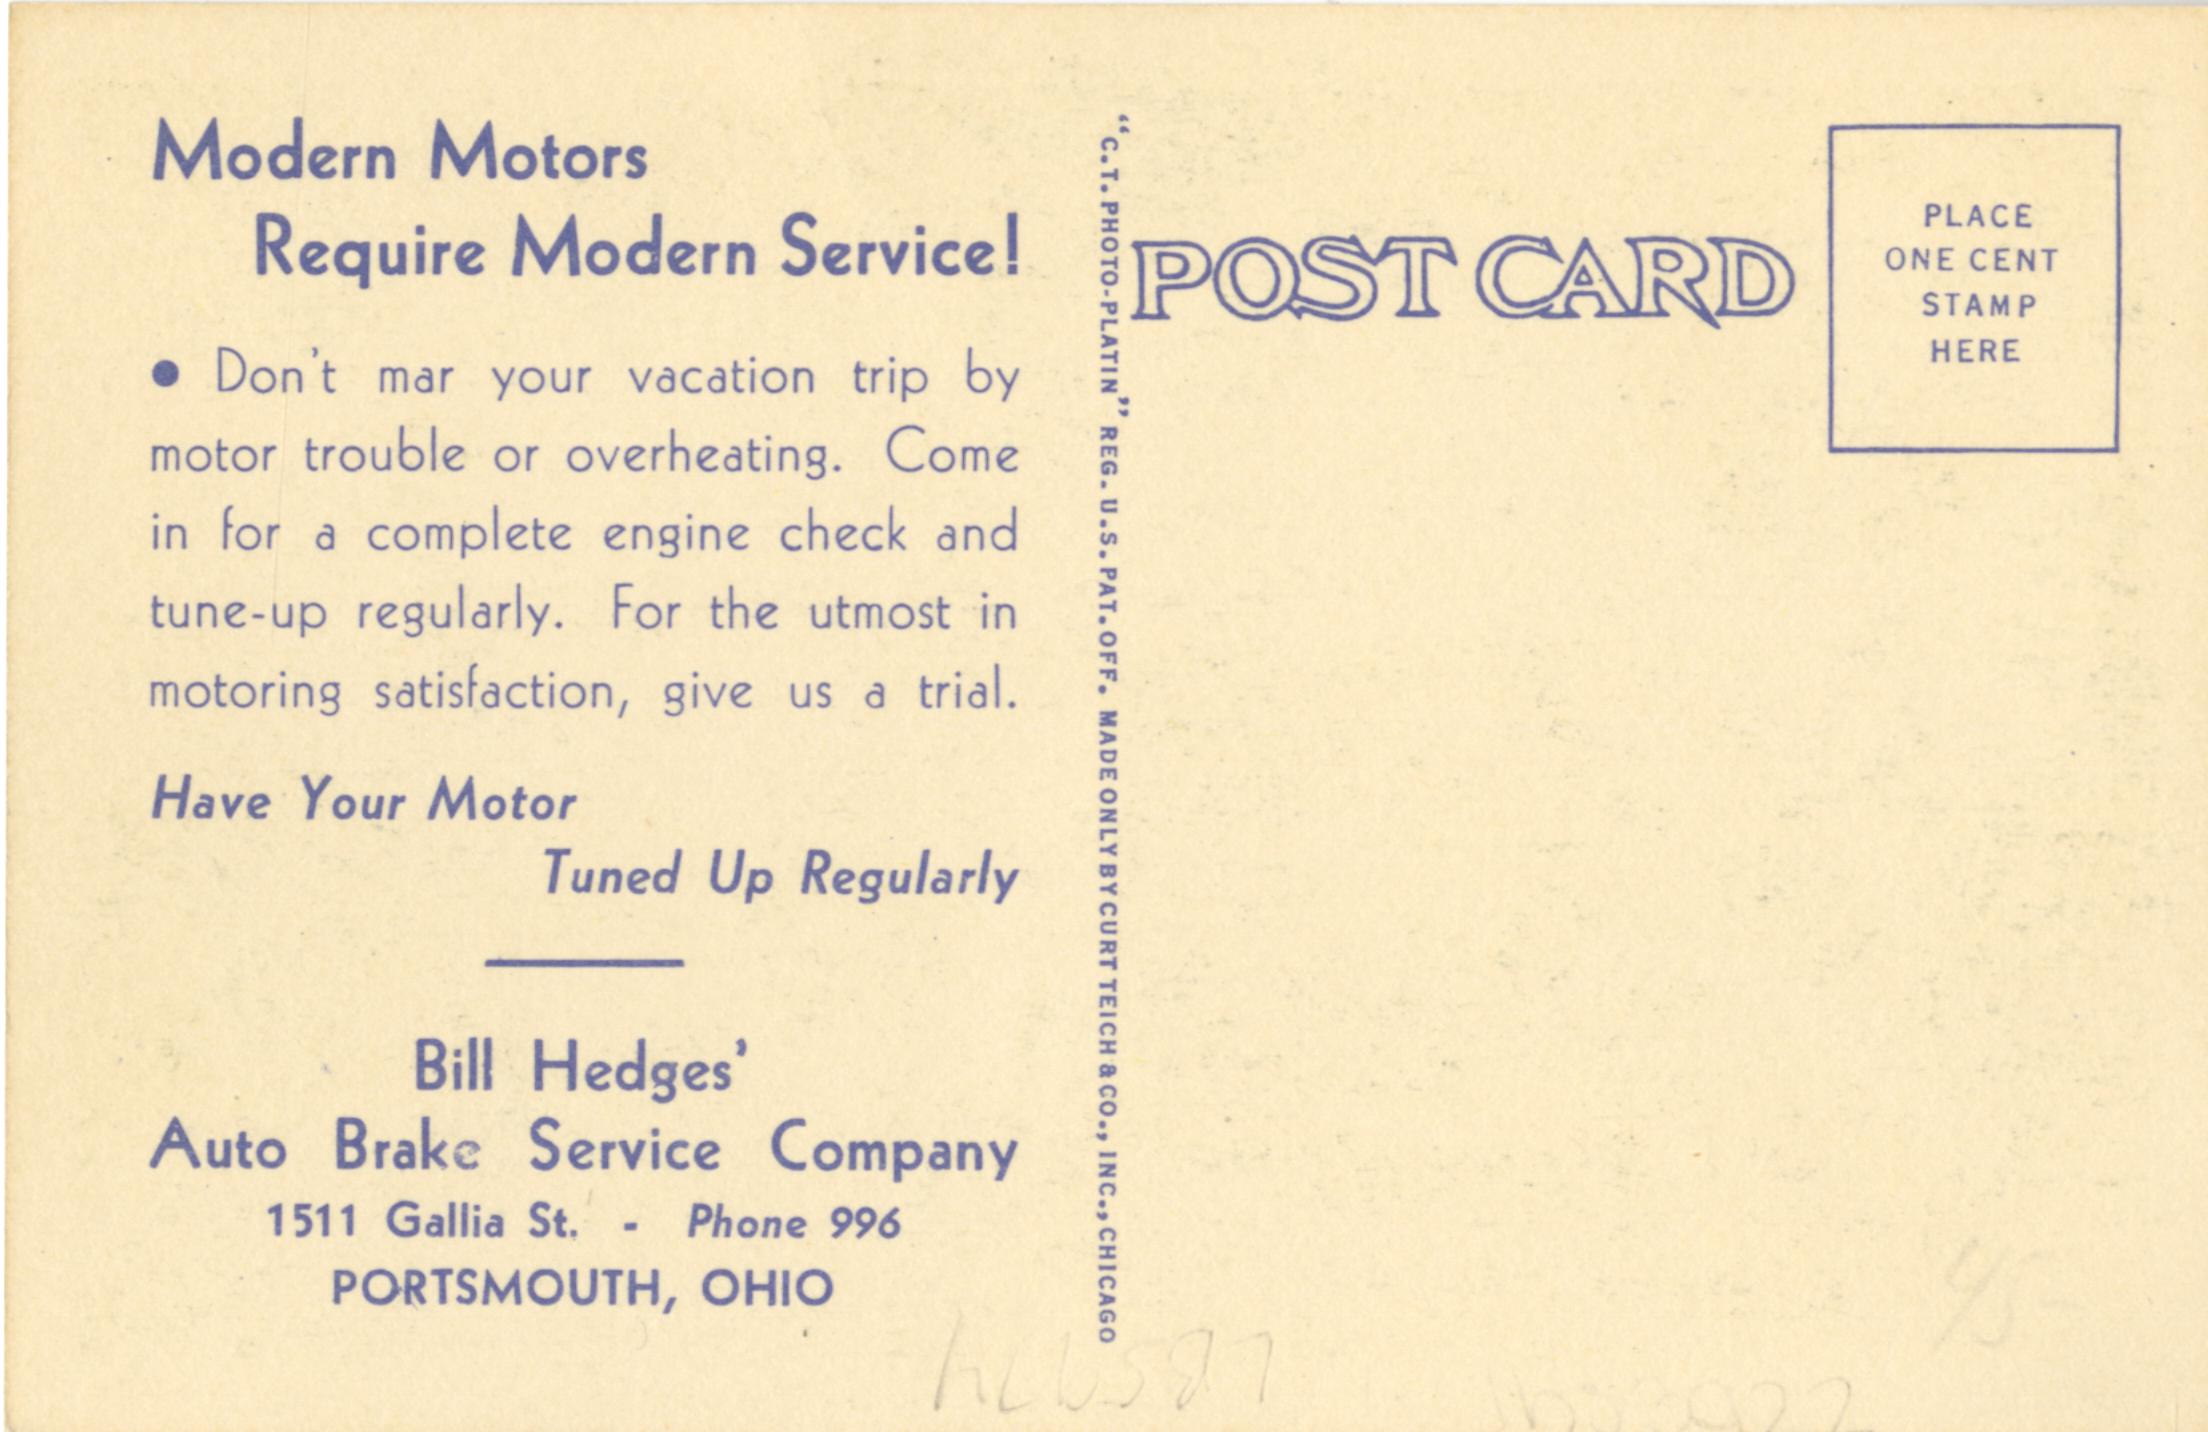 Modern Motors
Require Modern Service!
• Don't mar your vacation trip by
motor trouble or overheating. Come
in for a complete engine check and
tune-up regularly. For the utmost in
motoring satisfaction, give us a trial.
Have Your Motor
Tuned Up Regularly
Bill Hedges'
Auto Brake Service Company
1511 Gallia St. - Phone 996
PORTSMOUTH, OHIO
"C.T. PHOTO-PLATIN" REG. U.S. PAT. OFF. MADE ONLY BY CURT TEICH & CO., INC., CHICAGO
POST CARD
PLACE
ONE CENT
STAMP
HERE